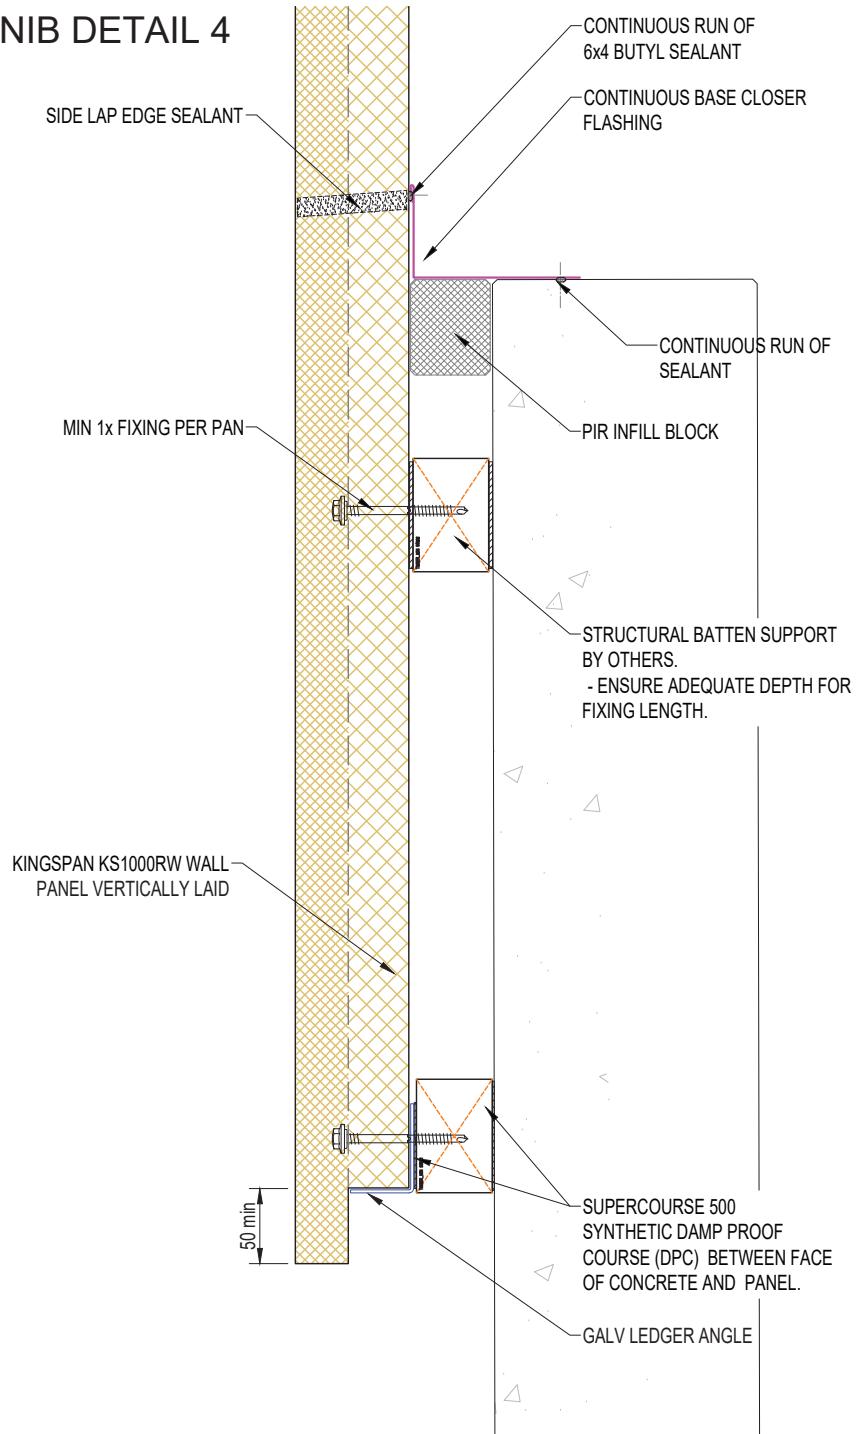 NIB DETAIL 4
CONTINUOUS RUN OF
6x4 BUTYL SEALANT
SIDE LAP EDGE SEALANT
CONTINUOUS BASE CLOSER
FLASHING
CONTINUOUS RUN OF
SEALANT
MIN 1x FIXING PER PAN
PIR INFILL BLOCK
STRUCTURAL BATTEN SUPPORT
BY OTHERS.
- ENSURE ADEQUATE DEPTH FOR
FIXING LENGTH.
KINGSPAN KS1000RW WALL
PANEL VERTICALLY LAID
50 min
SUPERCOURSE 500
SYNTHETIC DAMP PROOF
COURSE (DPC) BETWEEN FACE
OF CONCRETE AND PANEL.
GALV LEDGER ANGLE